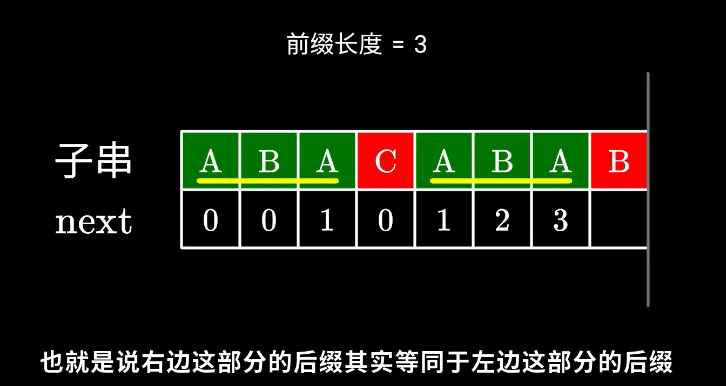 前缀长度 = 3
子串 A B A C A B A B
next 0 0 1 0 1 2 3
也就是说右边这部分的后缀其实等同于左边这部分的后缀